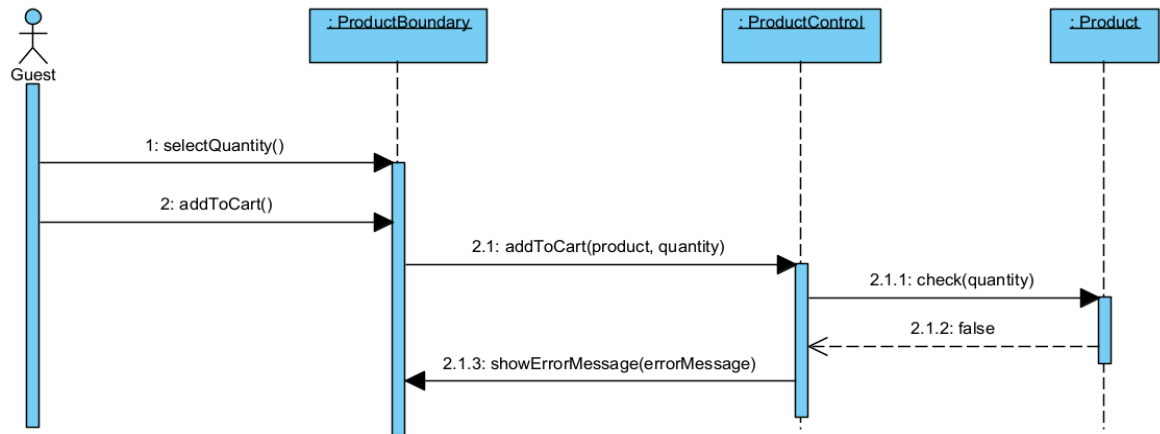 : ProductBoundary
: ProductControl
: Product
Guest
1: selectQuantity()
2: addToCart()
2.1: addToCart(product, quantity)
2.1.1: check(quantity)
2.1.2: false
2.1.3: showErrorMessage(errorMessage)